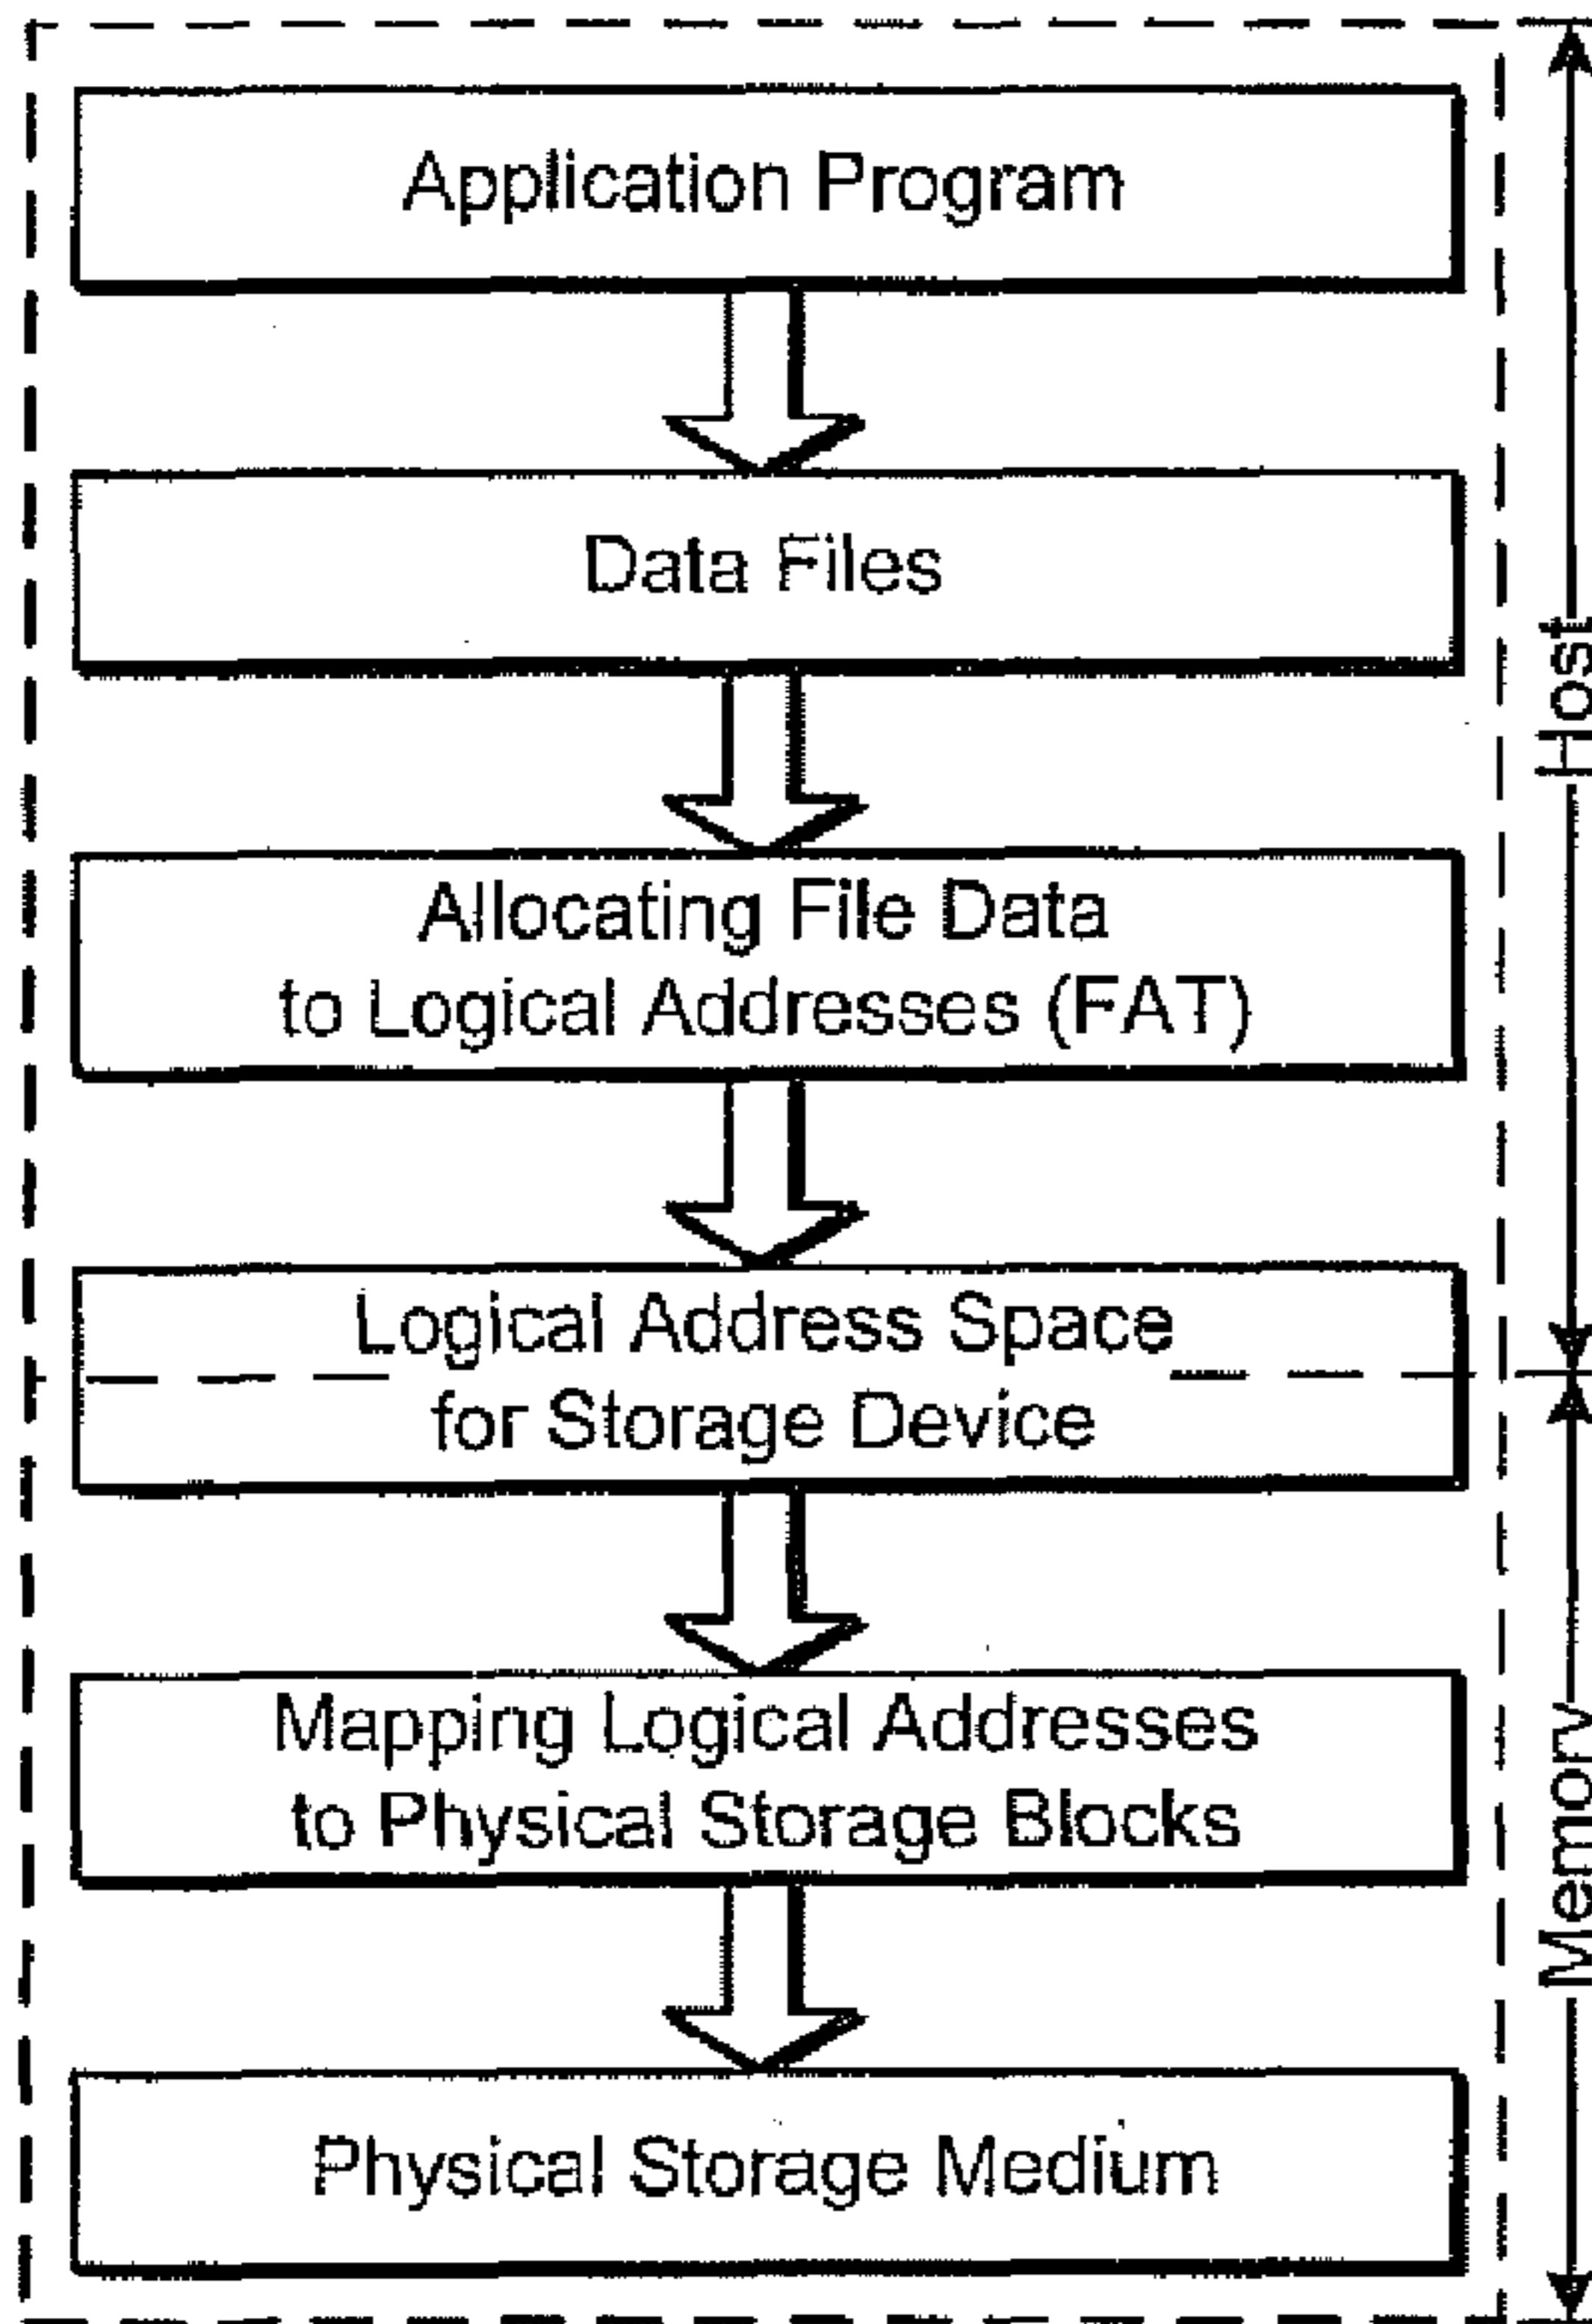 Application Program
Data Files
Allocating File Data
to Logical Addresses (FAT)
Logical Address Space
for Storage Device
Mapping Logical Addresses
to Physical Storage Blocks
Physical Storage Medium
Host
Memory